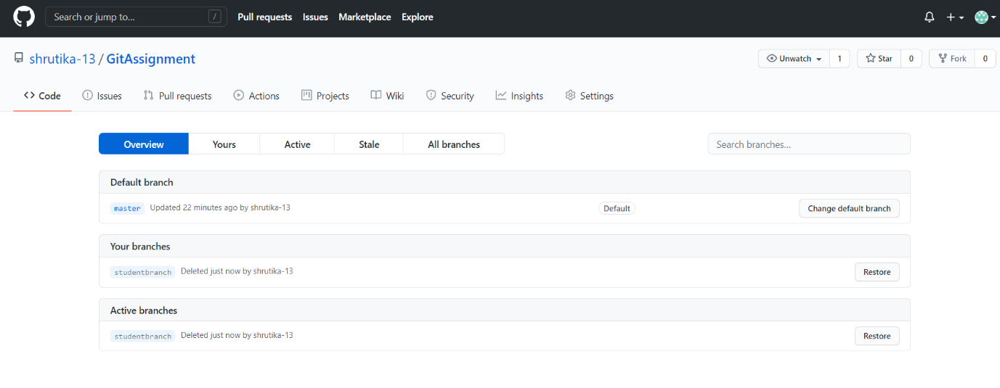 Search or jump to... / Pull requests Issues Marketplace Explore
shrutika-13 / GitAssignment Unwatch 1 Star 0 Fork 0
Code Issues Pull requests Actions Projects Wiki Security Insights Settings
Overview Yours Active Stale All branches Search branches...
Default branch
master Updated 22 minutes ago by shrutika-13 Default Change default branch
Your branches
studentbranch Deleted just now by shrutika-13 Restore
Active branches
studentbranch Deleted just now by shrutika-13 Restore